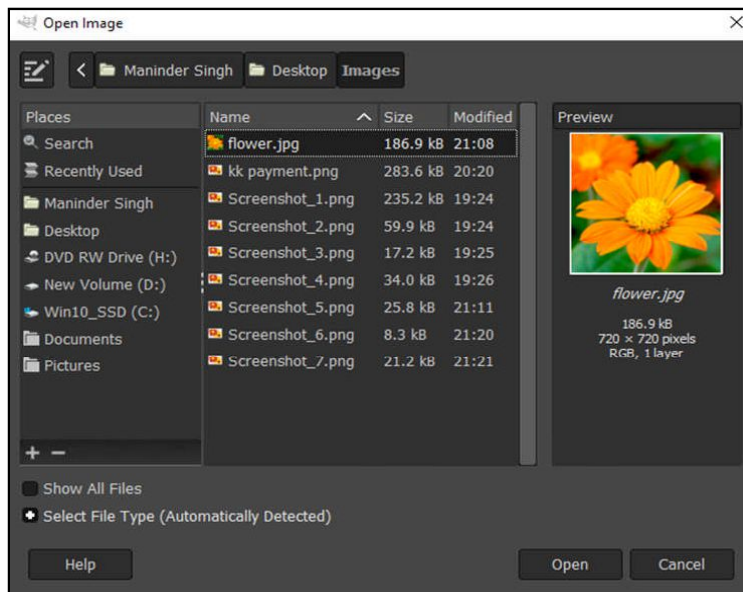 Open Image
Maninder Singh Desktop Images
Places
Search
Recently Used
Maninder Singh
Desktop
DVD RW Drive (H:)
New Volume (D:)
Win10_SSD (C:)
Documents
Pictures
Name Size Modified
flower.jpg 186.9 kB 21:08
kk payment.png 283.6 kB 20:20
Screenshot_1.png 235.2 kB 19:24
Screenshot_2.png 59.9 kB 19:24
Screenshot_3.png 17.2 kB 19:25
Screenshot_4.png 34.0 kB 19:26
Screenshot_5.png 25.8 kB 21:11
Screenshot_6.png 8.3 kB 21:20
Screenshot_7.png 21.2 kB 21:21
Preview
flower.jpg
186.9 kB
720 × 720 pixels
RGB, 1 layer
Show All Files
Select File Type (Automatically Detected)
Help Open Cancel